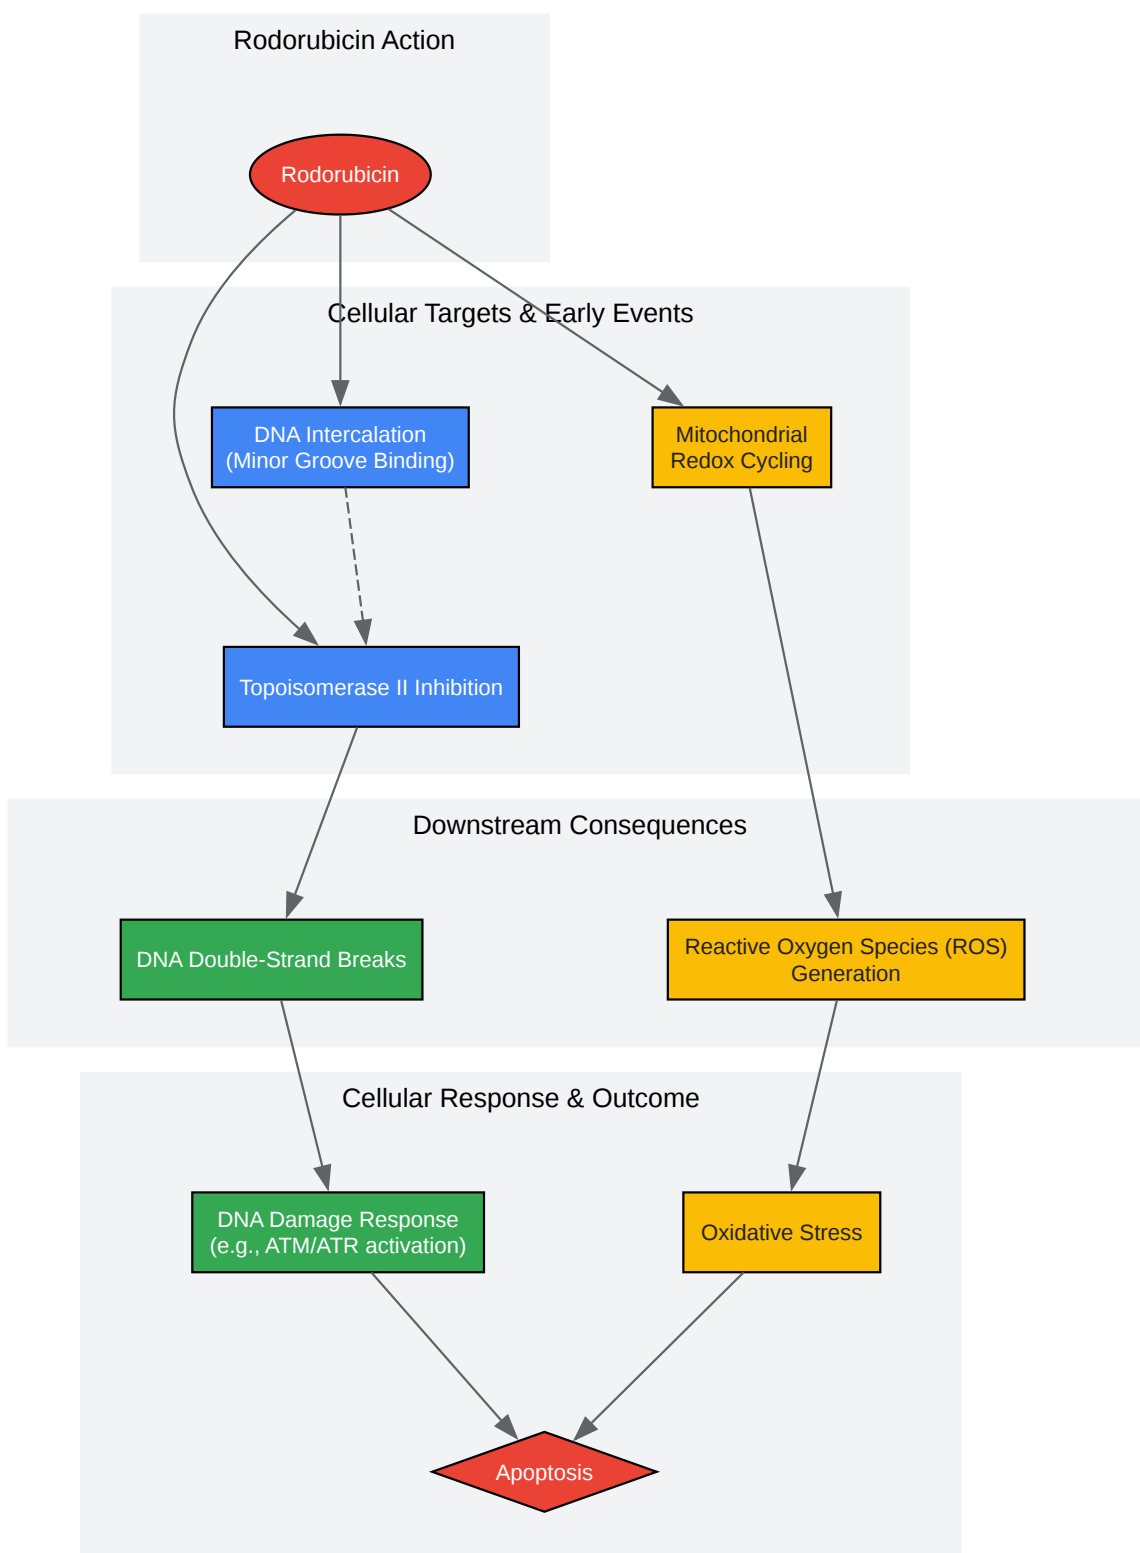 Rodorubicin Action
Rodorubicin
Cellular Targets & Early Events
DNA Intercalation
(Minor Groove Binding)
Mitochondrial
Redox Cycling
Topoisomerase II Inhibition
Downstream Consequences
DNA Double-Strand Breaks
Reactive Oxygen Species (ROS)
Generation
Cellular Response & Outcome
DNA Damage Response
(e.g., ATM/ATR activation)
Oxidative Stress
Apoptosis